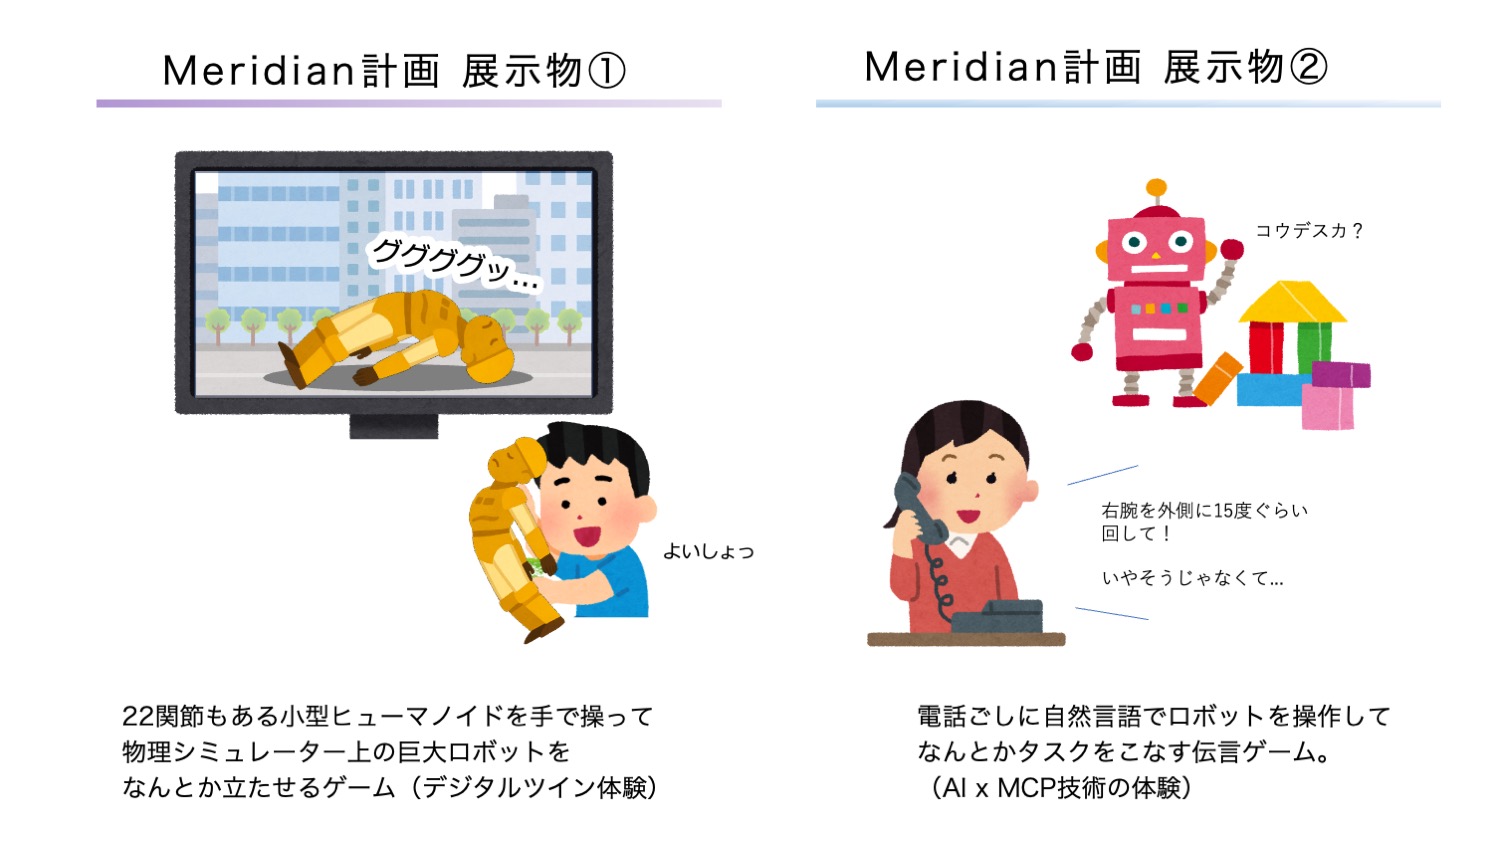 Meridian計画 展示物①
ググググッ...
よいしょっ
22関節もある小型ヒューマノイドを手で操って
物理シミュレーター上の巨大ロボットを
なんとか立たせるゲーム（デジタルツイン体験）
Meridian計画 展示物②
コウデスカ？
右腕を外側に15度ぐらい
回して！
いやそうじゃなくて...
電話ごしに自然言語でロボットを操作して
なんとかタスクをこなす伝言ゲーム。
（AI x MCP技術の体験）